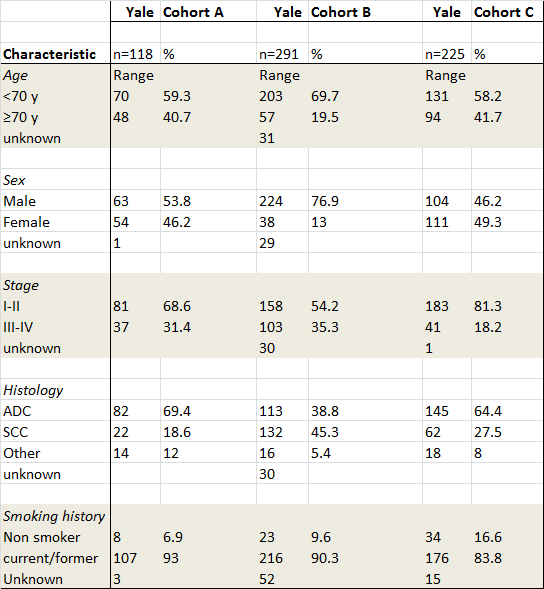 Yale Cohort A Yale Cohort B Yale Cohort C
Characteristic n=118 % n=291 % n=225 %
Age Range Range Range
<70 y 70 59.3 203 69.7 131 58.2
≥70 y 48 40.7 57 19.5 94 41.7
unknown 31
Sex
Male 63 53.8 224 76.9 104 46.2
Female 54 46.2 38 13 111 49.3
unknown 1 29
Stage
I-II 81 68.6 158 54.2 183 81.3
III-IV 37 31.4 103 35.3 41 18.2
unknown 30 1
Histology
ADC 82 69.4 113 38.8 145 64.4
SCC 22 18.6 132 45.3 62 27.5
Other 14 12 16 5.4 18 8
unknown 30
Smoking history
Non smoker 8 6.9 23 9.6 34 16.6
current/former 107 93 216 90.3 176 83.8
Unknown 3 52 15